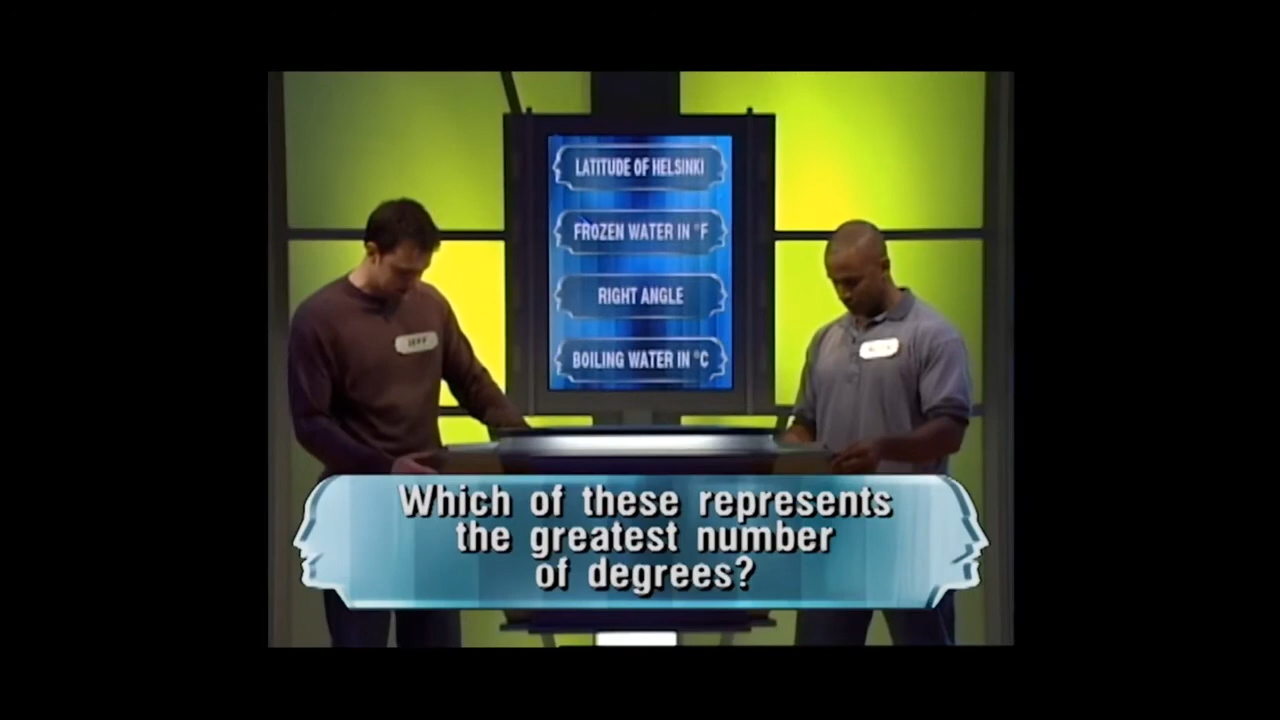 LATITUDE OF HELSINKI
FROZEN WATER IN °F
RIGHT ANGLE
BOILING WATER IN °C
JEFF
Which of these represents
the greatest number
of degrees?